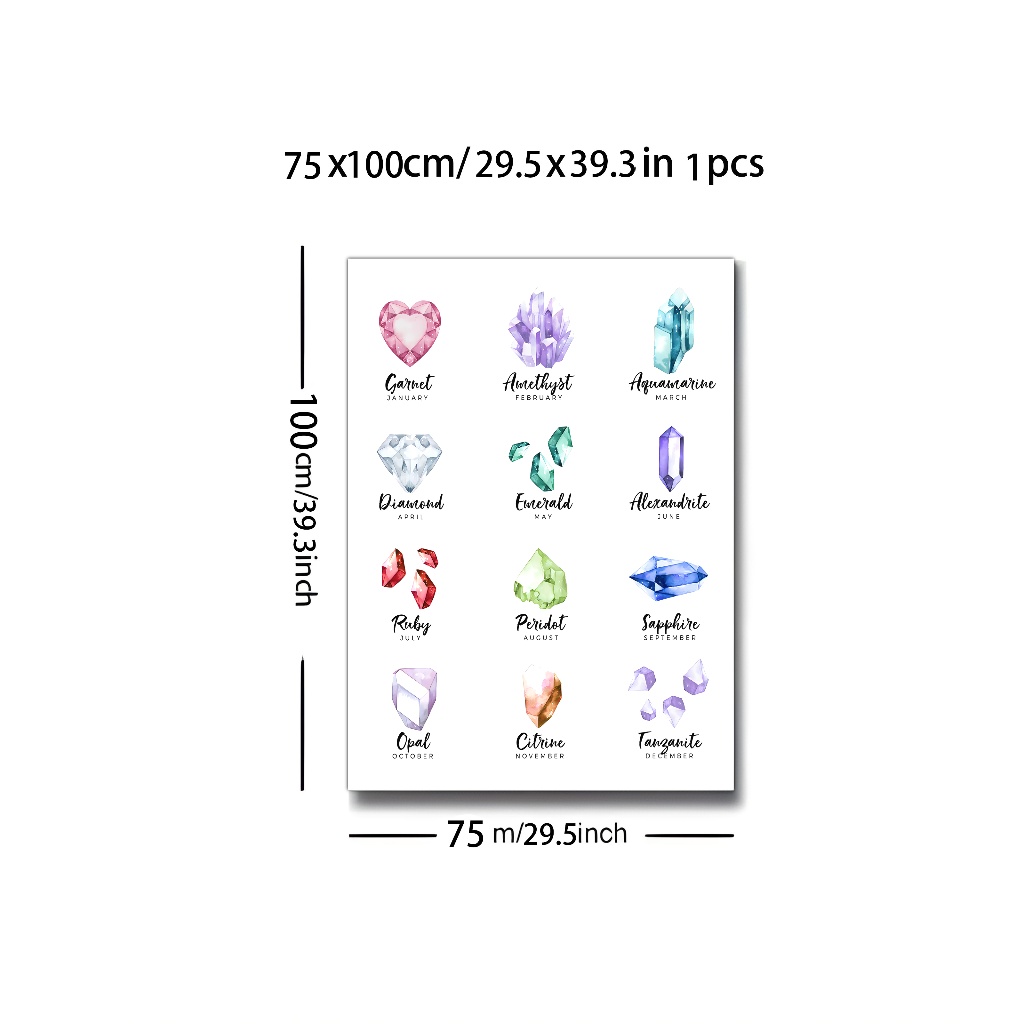 75x100cm/29.5x39.3in 1pcs
100cm/39.3inch
Garnet
JANUARY
Amethyst
FEBRUARY
Aquamarine
MARCH
Diamond
APRIL
Emerald
MAY
Alexandrite
JUNE
Ruby
JULY
Peridot
AUGUST
Sapphire
SEPTEMBER
Opal
OCTOBER
Citrine
NOVEMBER
Tanzanite
DECEMBER
75 m/29.5inch